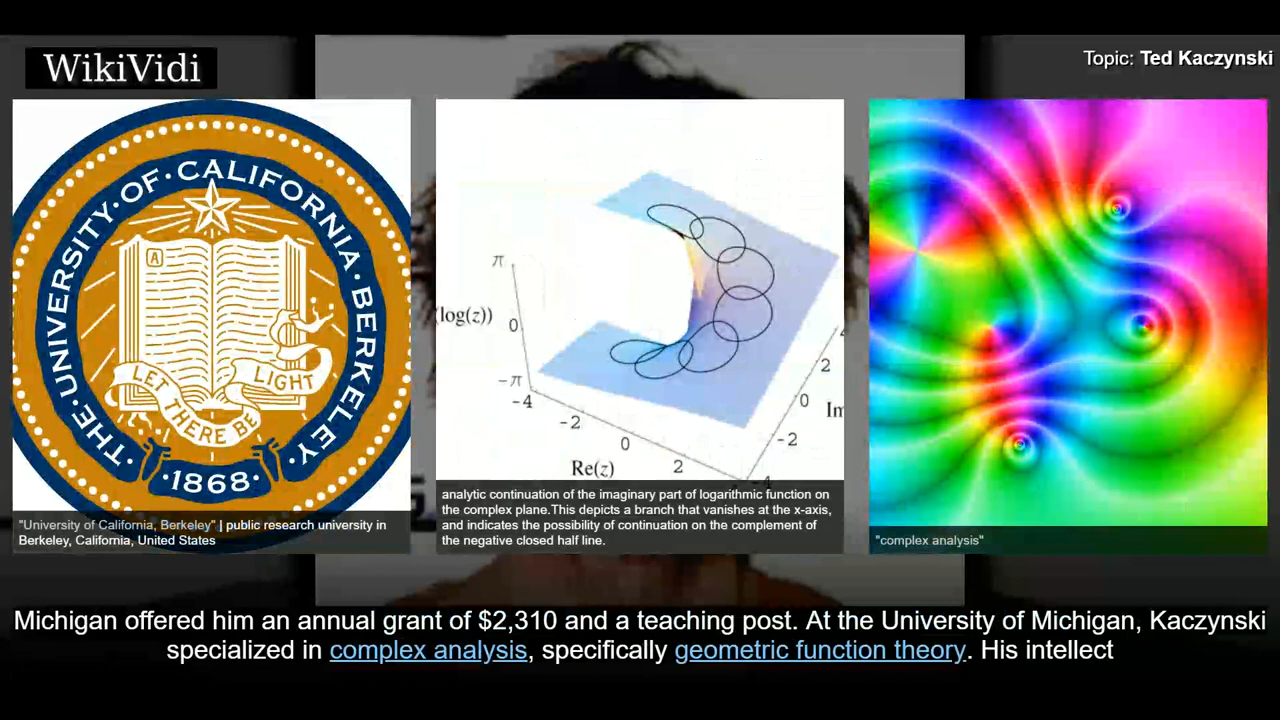 WikiVidi
Topic: Ted Kaczynski
THE·UNIVERSITY·OF·CALIFORNIA·BERKELEY
A
LET THERE BE LIGHT
·1868·
"University of California, Berkeley" | public research university in
Berkeley, California, United States
π
(log(z))
0
−π
−4
−2
0
Re(z)
2
4
2
0
Im
−2
−4
analytic continuation of the imaginary part of logarithmic function on
the complex plane.This depicts a branch that vanishes at the x-axis,
and indicates the possibility of continuation on the complement of
the negative closed half line.
"complex analysis"
Michigan offered him an annual grant of $2,310 and a teaching post. At the University of Michigan, Kaczynski
specialized in complex analysis, specifically geometric function theory. His intellect